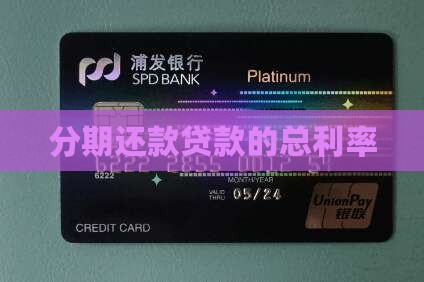 浦发银行
SPD BANK
Platinum
分期还款贷款的总利率
6222
MONTH/YEAR
VALID THRU 05/24
UnionPay
银联
CREDIT CARD